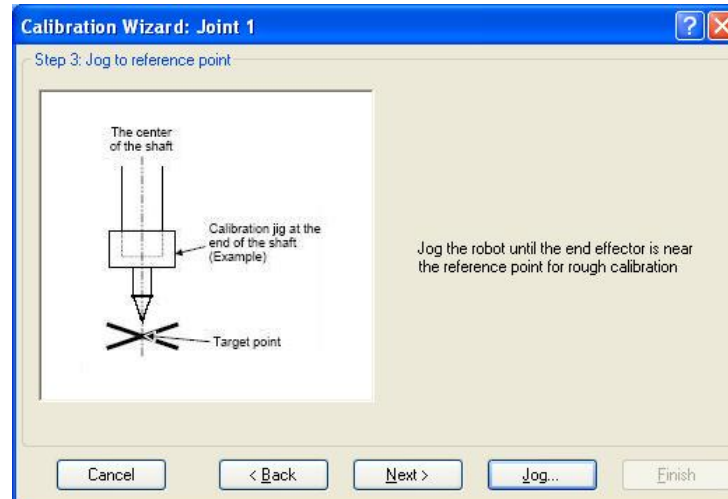 Calibration Wizard: Joint 1
Step 3: Jog to reference point
The center
of the shaft
Calibration jig at the
end of the shaft
(Example)
Target point
Jog the robot until the end effector is near
the reference point for rough calibration
Cancel
< Back
Next >
Jog...
Finish